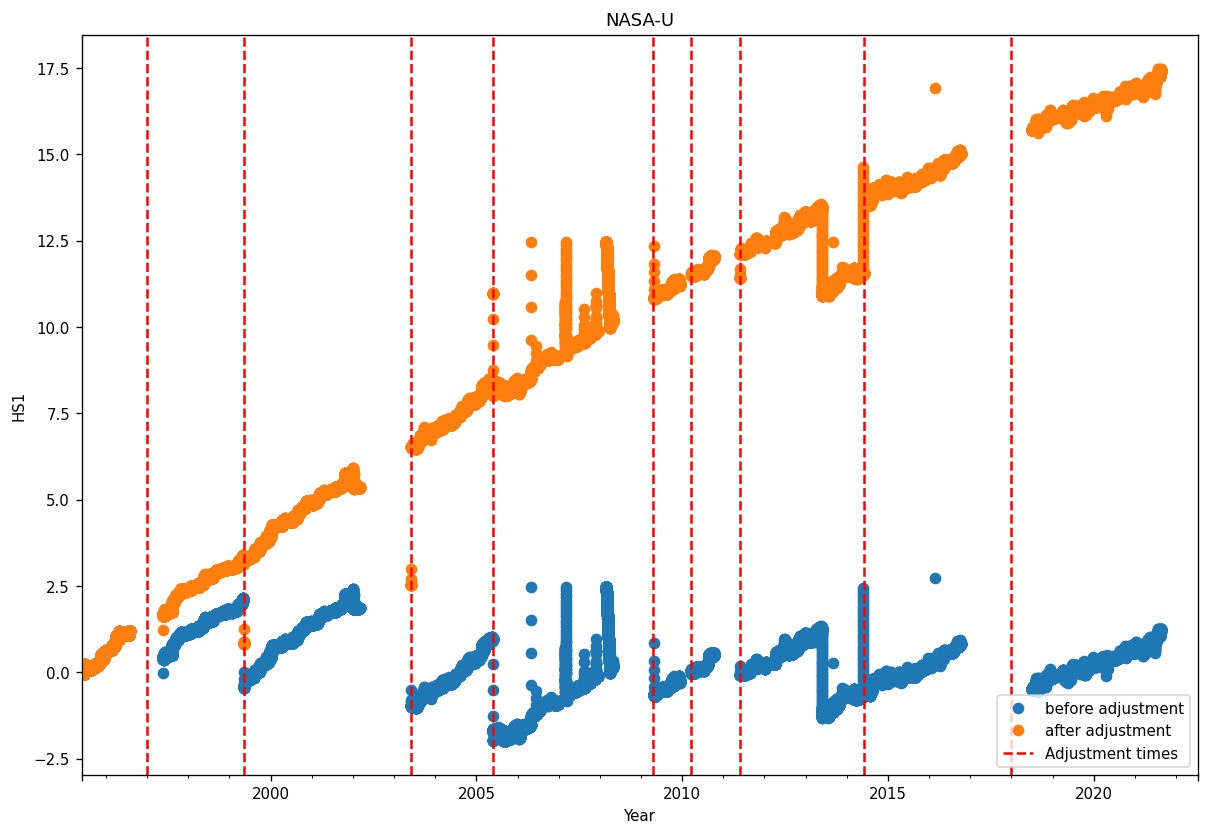 NASA-U
17.5
15.0
12.5
10.0
7.5
5.0
2.5
0.0
−2.5
HS1
before adjustment
after adjustment
Adjustment times
2000 2005 2010 2015 2020
Year